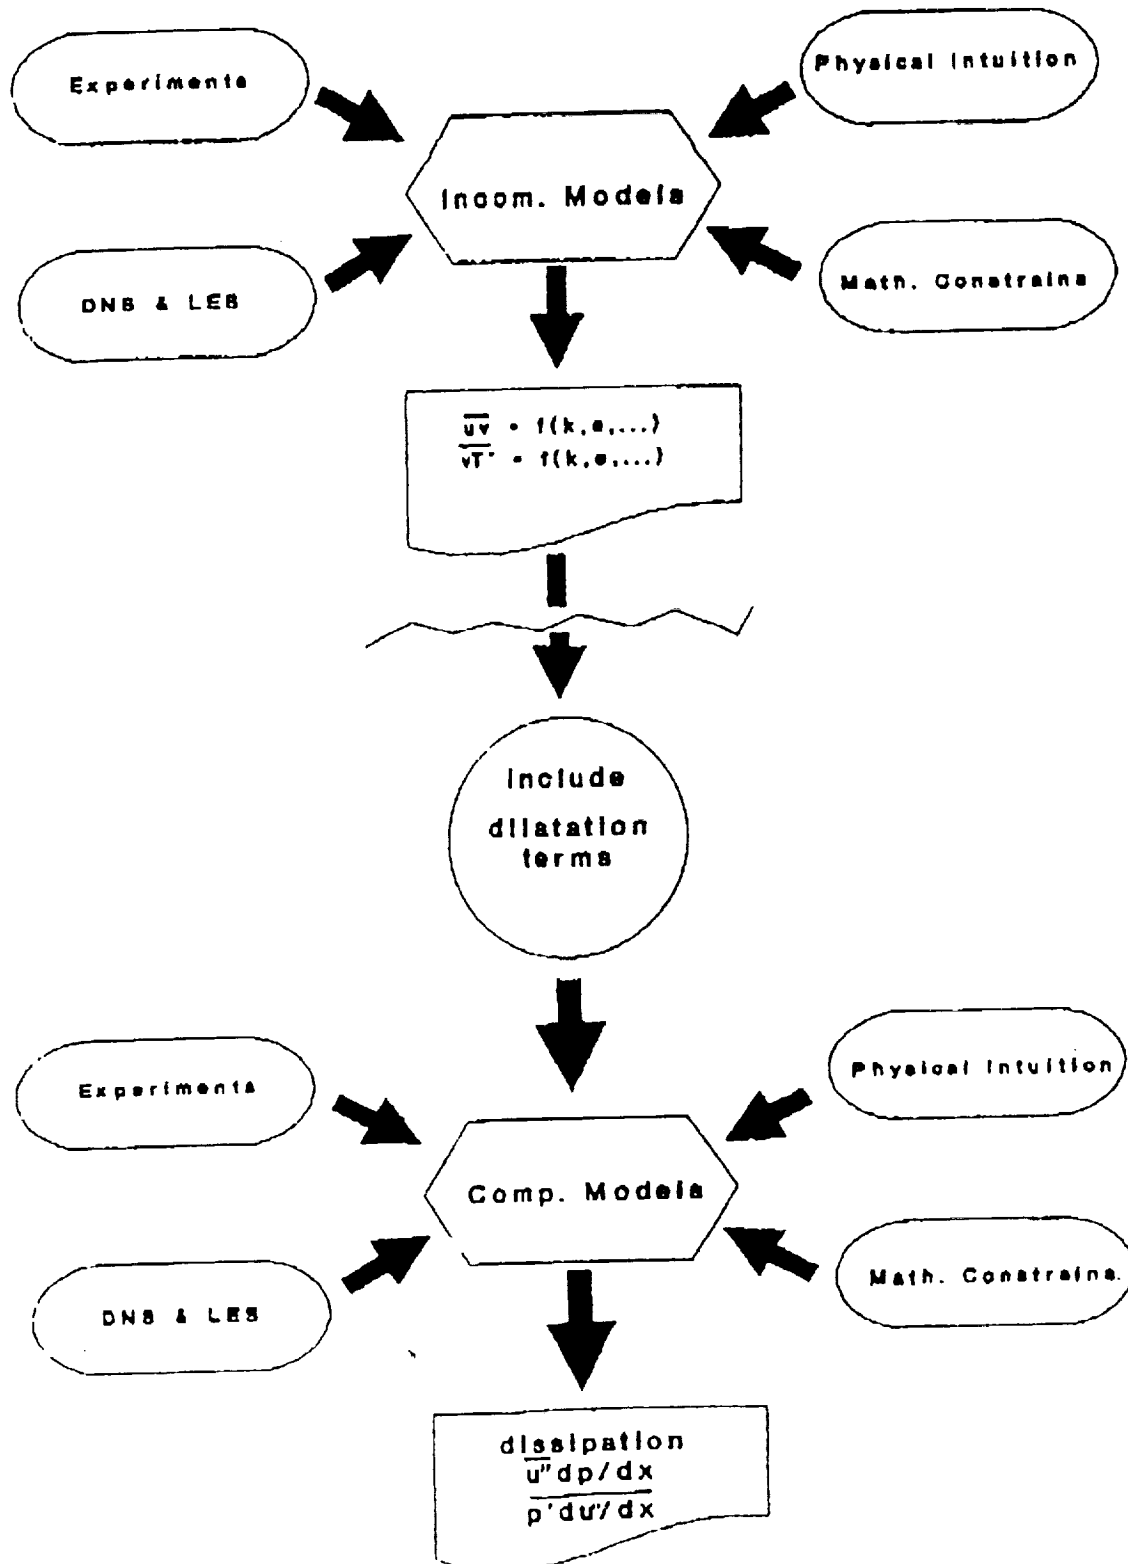 Experiments
Physical Intuition
Incom. Models
DNS & LES
Math. Constrains
uv = f(k,e,...)
vT' = f(k,e,...)
include
dilatation
terms
Experiments
Physical Intuition
Comp. Models
DNS & LES
Math. Constrains.
dissipation
u" dp/dx
p'du"/dx